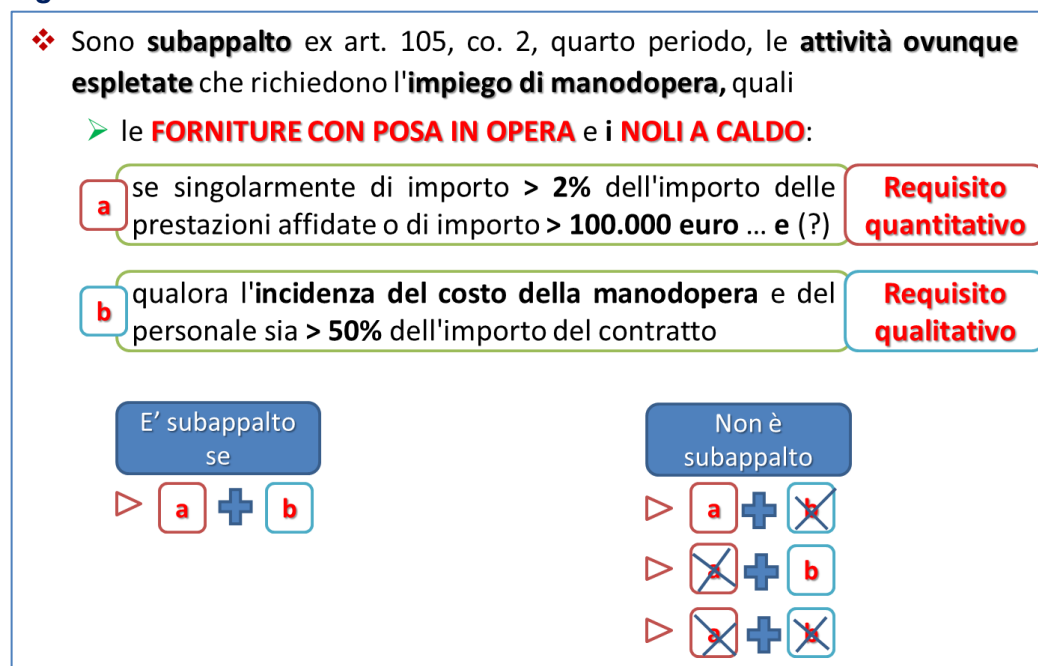 Sono subappalto ex art. 105, co. 2, quarto periodo, le attività ovunque
espletate che richiedono l'impiego di manodopera, quali
le FORNITURE CON POSA IN OPERA e i NOLI A CALDO:
a
se singolarmente di importo > 2% dell'importo delle
prestazioni affidate o di importo > 100.000 euro ... e (?)
Requisito
quantitativo
b
qualora l'incidenza del costo della manodopera e del
personale sia > 50% dell'importo del contratto
Requisito
qualitativo
E' subappalto
se
a b
Non è
subappalto
a b
a b
a b